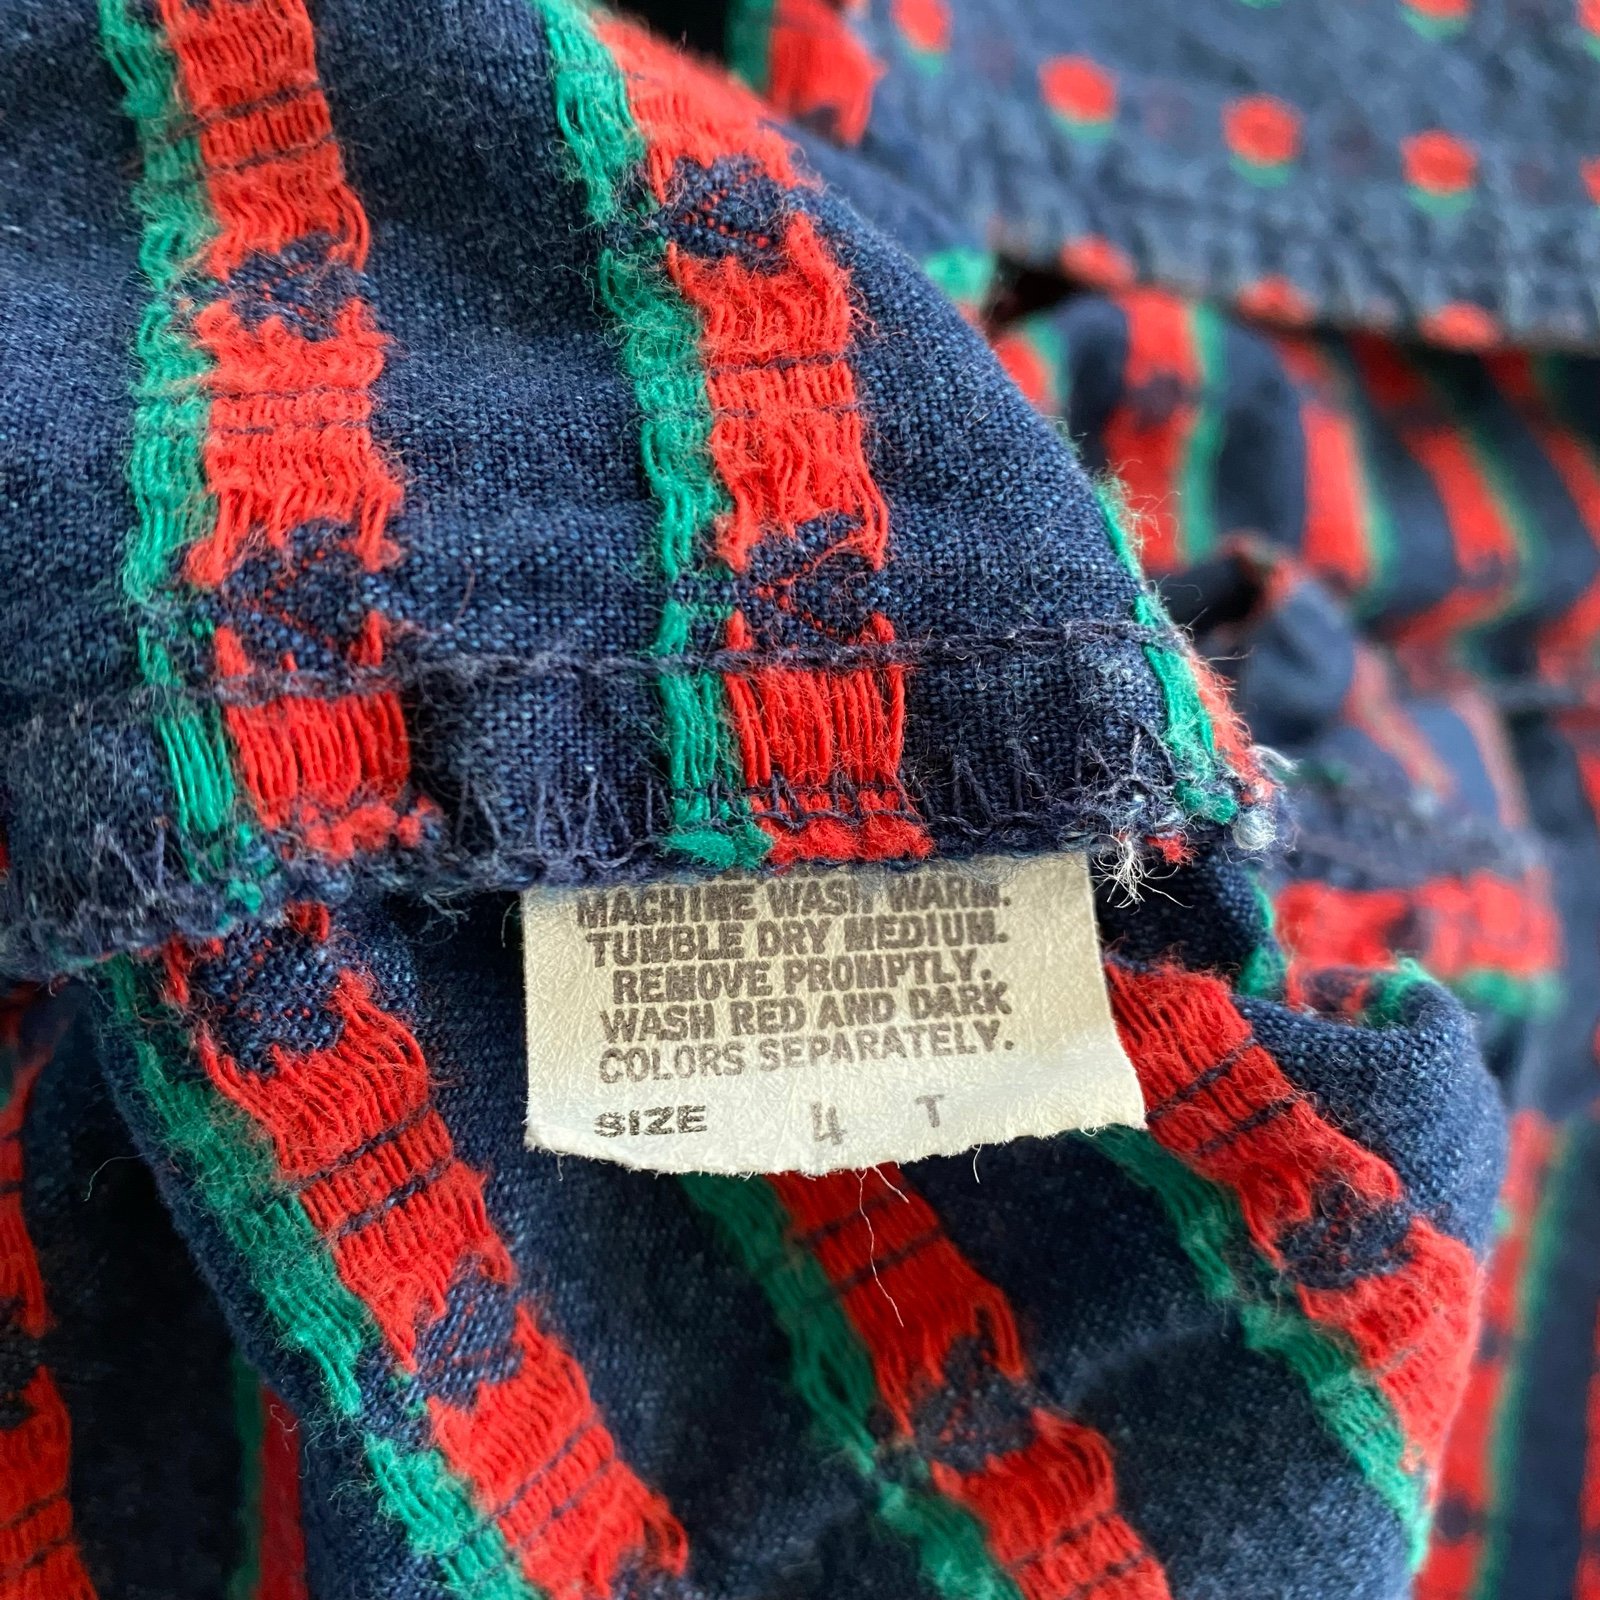 MACHINE WASH WARM.
TUMBLE DRY MEDIUM.
REMOVE PROMPTLY.
WASH RED AND DARK
COLORS SEPARATELY.
SIZE 4 T